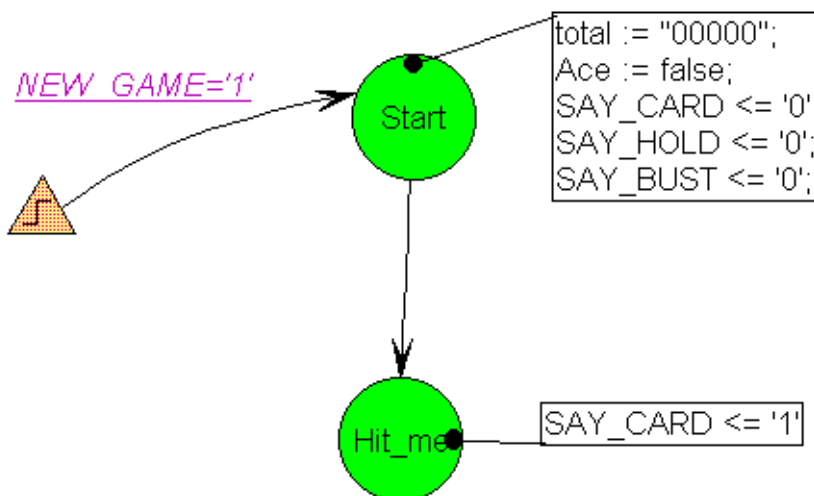 NEW_GAME='1'
Start
total := "00000";
Ace := false;
SAY_CARD <= '0'
SAY_HOLD <= '0';
SAY_BUST <= '0';
Hit_me
SAY_CARD <= '1'